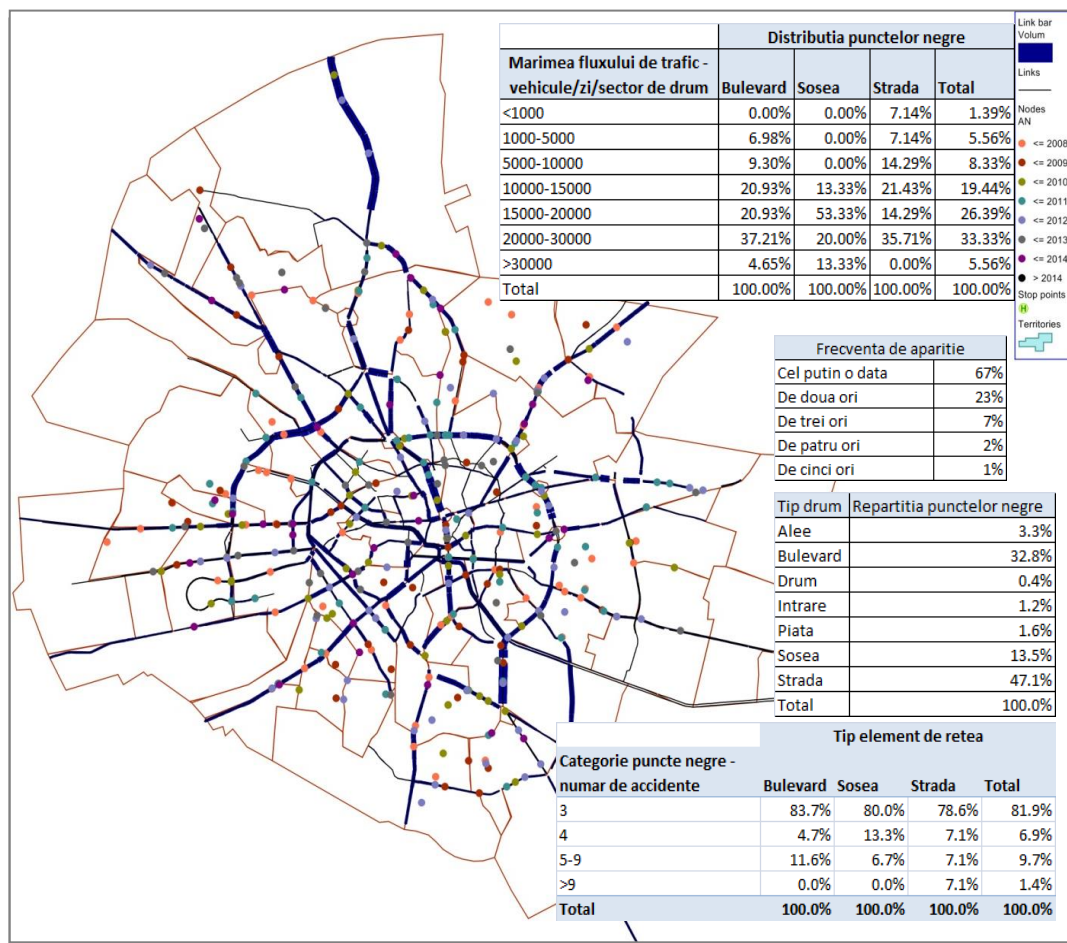 Distributia punctelor negre
Marimea fluxului de trafic -
vehicule/zi/sector de drum Bulevard Sosea Strada Total
<1000 0.00% 0.00% 7.14% 1.39%
1000-5000 6.98% 0.00% 7.14% 5.56%
5000-10000 9.30% 0.00% 14.29% 8.33%
10000-15000 20.93% 13.33% 21.43% 19.44%
15000-20000 20.93% 53.33% 14.29% 26.39%
20000-30000 37.21% 20.00% 35.71% 33.33%
>30000 4.65% 13.33% 0.00% 5.56%
Total 100.00% 100.00% 100.00% 100.00%
Link bar
Volum
Links
Nodes
AN
<= 2008
<= 2009
<= 2010
<= 2011
<= 2012
<= 2013
<= 2014
> 2014
Stop points
H
Territories
Frecventa de aparitie
Cel putin o data 67%
De doua ori 23%
De trei ori 7%
De patru ori 2%
De cinci ori 1%
Tip drum Repartitia punctelor negre
Alee 3.3%
Bulevard 32.8%
Drum 0.4%
Intrare 1.2%
Piata 1.6%
Sosea 13.5%
Strada 47.1%
Total 100.0%
Tip element de retea
Categorie puncte negre -
numar de accidente Bulevard Sosea Strada Total
3 83.7% 80.0% 78.6% 81.9%
4 4.7% 13.3% 7.1% 6.9%
5-9 11.6% 6.7% 7.1% 9.7%
>9 0.0% 0.0% 7.1% 1.4%
Total 100.0% 100.0% 100.0% 100.0%